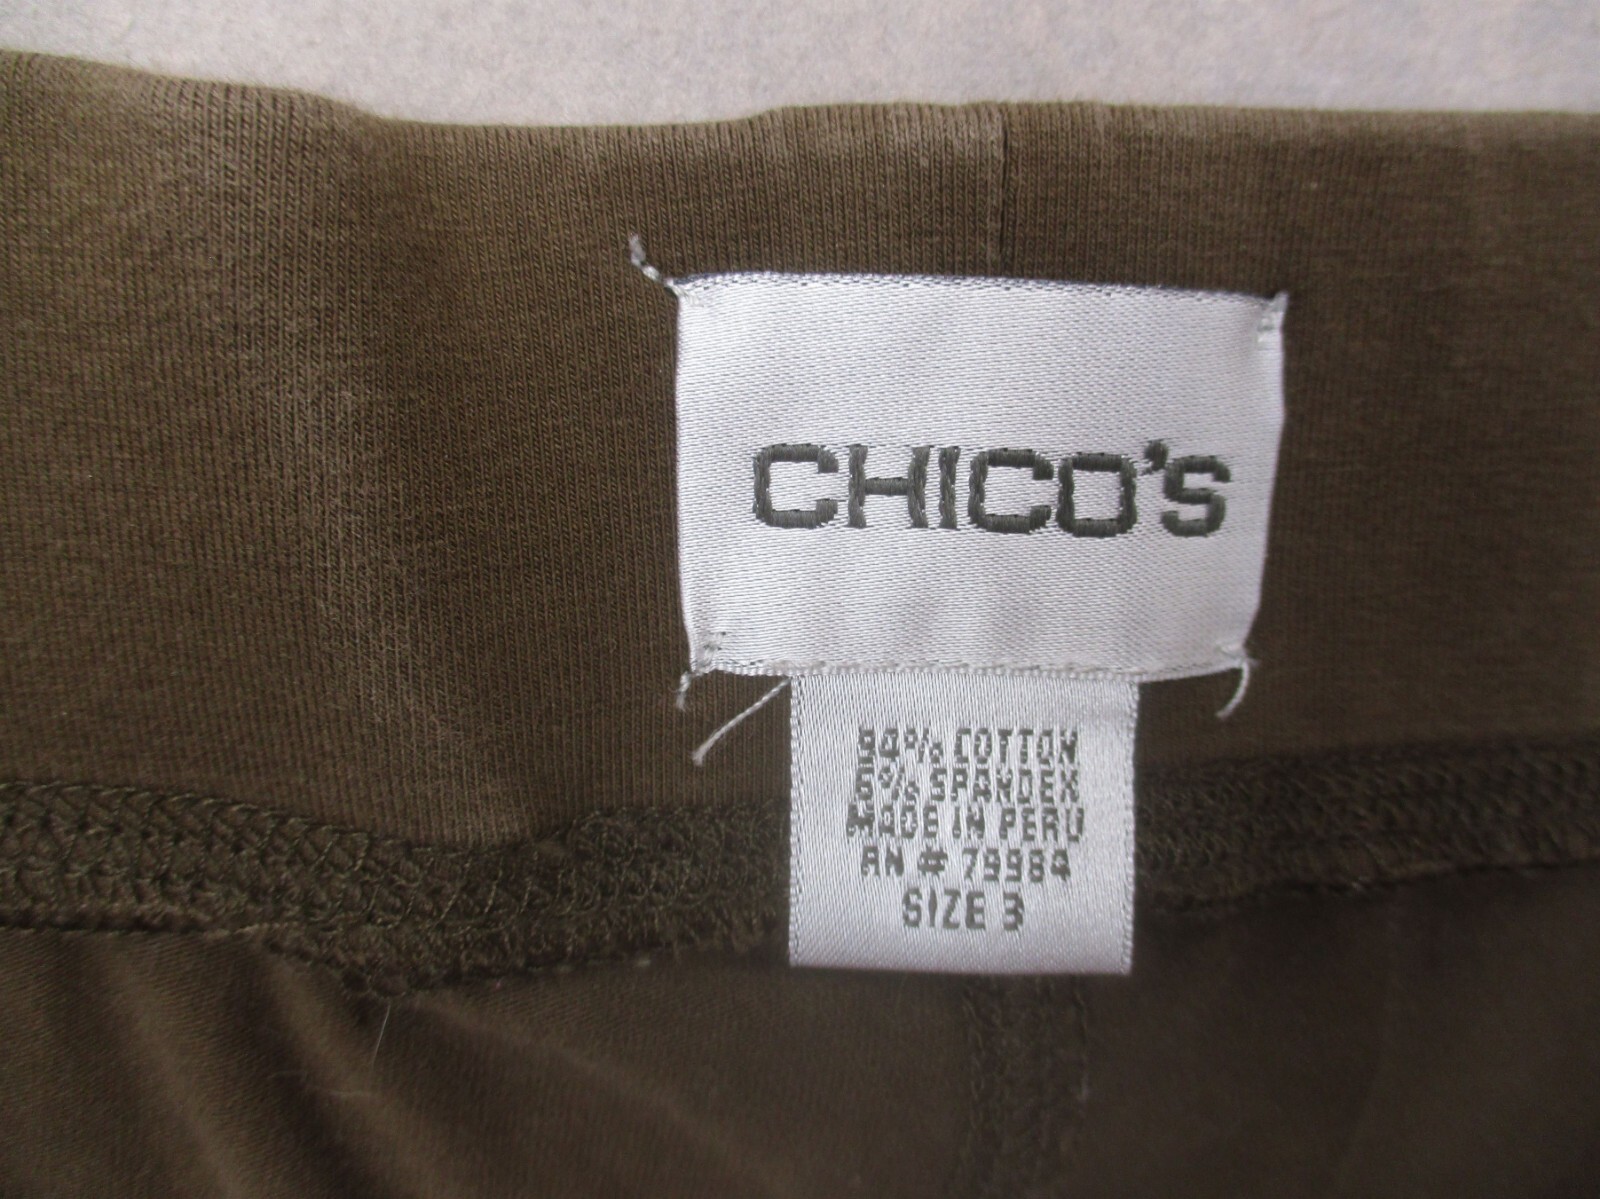 CHICO'S
94% COTTON
6% SPANDEX
MADE IN PERU
RN # 79984
SIZE 3